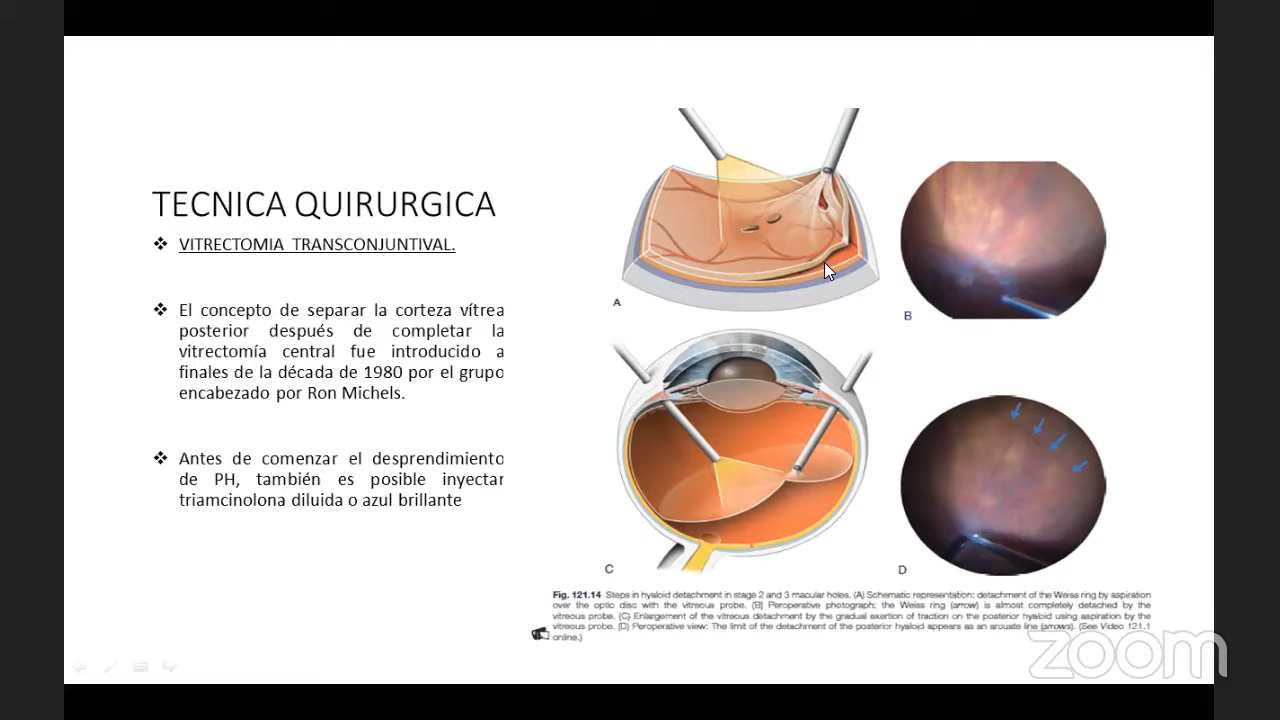 TECNICA QUIRURGICA
❖ VITRECTOMIA TRANSCONJUNTIVAL.
❖ El concepto de separar la corteza vítrea
posterior después de completar la
vitrectomía central fue introducido a
finales de la década de 1980 por el grupo
encabezado por Ron Michels.
❖ Antes de comenzar el desprendimiento
de PH, también es posible inyectar
triamcinolona diluida o azul brillante
A
B
C
D
Fig. 121.14 Steps in hyaloid detachment in stage 2 and 3 macular holes. (A) Schematic representation: detachment of the Weiss ring by aspiration
over the optic disc with the vitreous probe. (B) Peroperative photograph: the Weiss ring (arrow) is almost completely detached by the
vitreous probe. (C) Enlargement of the vitreous detachment by the gradual exertion of traction on the posterior hyaloid using aspiration by the
vitreous probe. (D) Peroperative view: The limit of the detachment of the posterior hyaloid appears as an arcuate line (arrows). (See Video 121.1
online.)
zoom